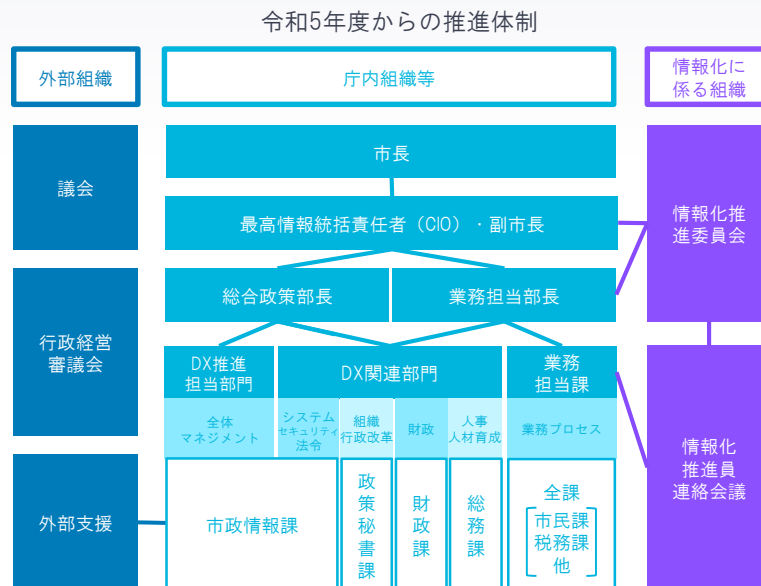 令和5年度からの推進体制
外部組織
庁内組織等
情報化に
係る組織
議会
行政経営
審議会
外部支援
市長
最高情報統括責任者（CIO）・副市長
総合政策部長
業務担当部長
DX推進
担当部門
DX関連部門
業務
担当課
全体
マネジメント
システム
セキュリティ
法令
組織
行政改革
財政
人事
人材育成
業務プロセス
市政情報課
政策秘書課
財政課
総務課
全課
市民課
税務課
他
情報化推
進委員会
情報化
推進員
連絡会議